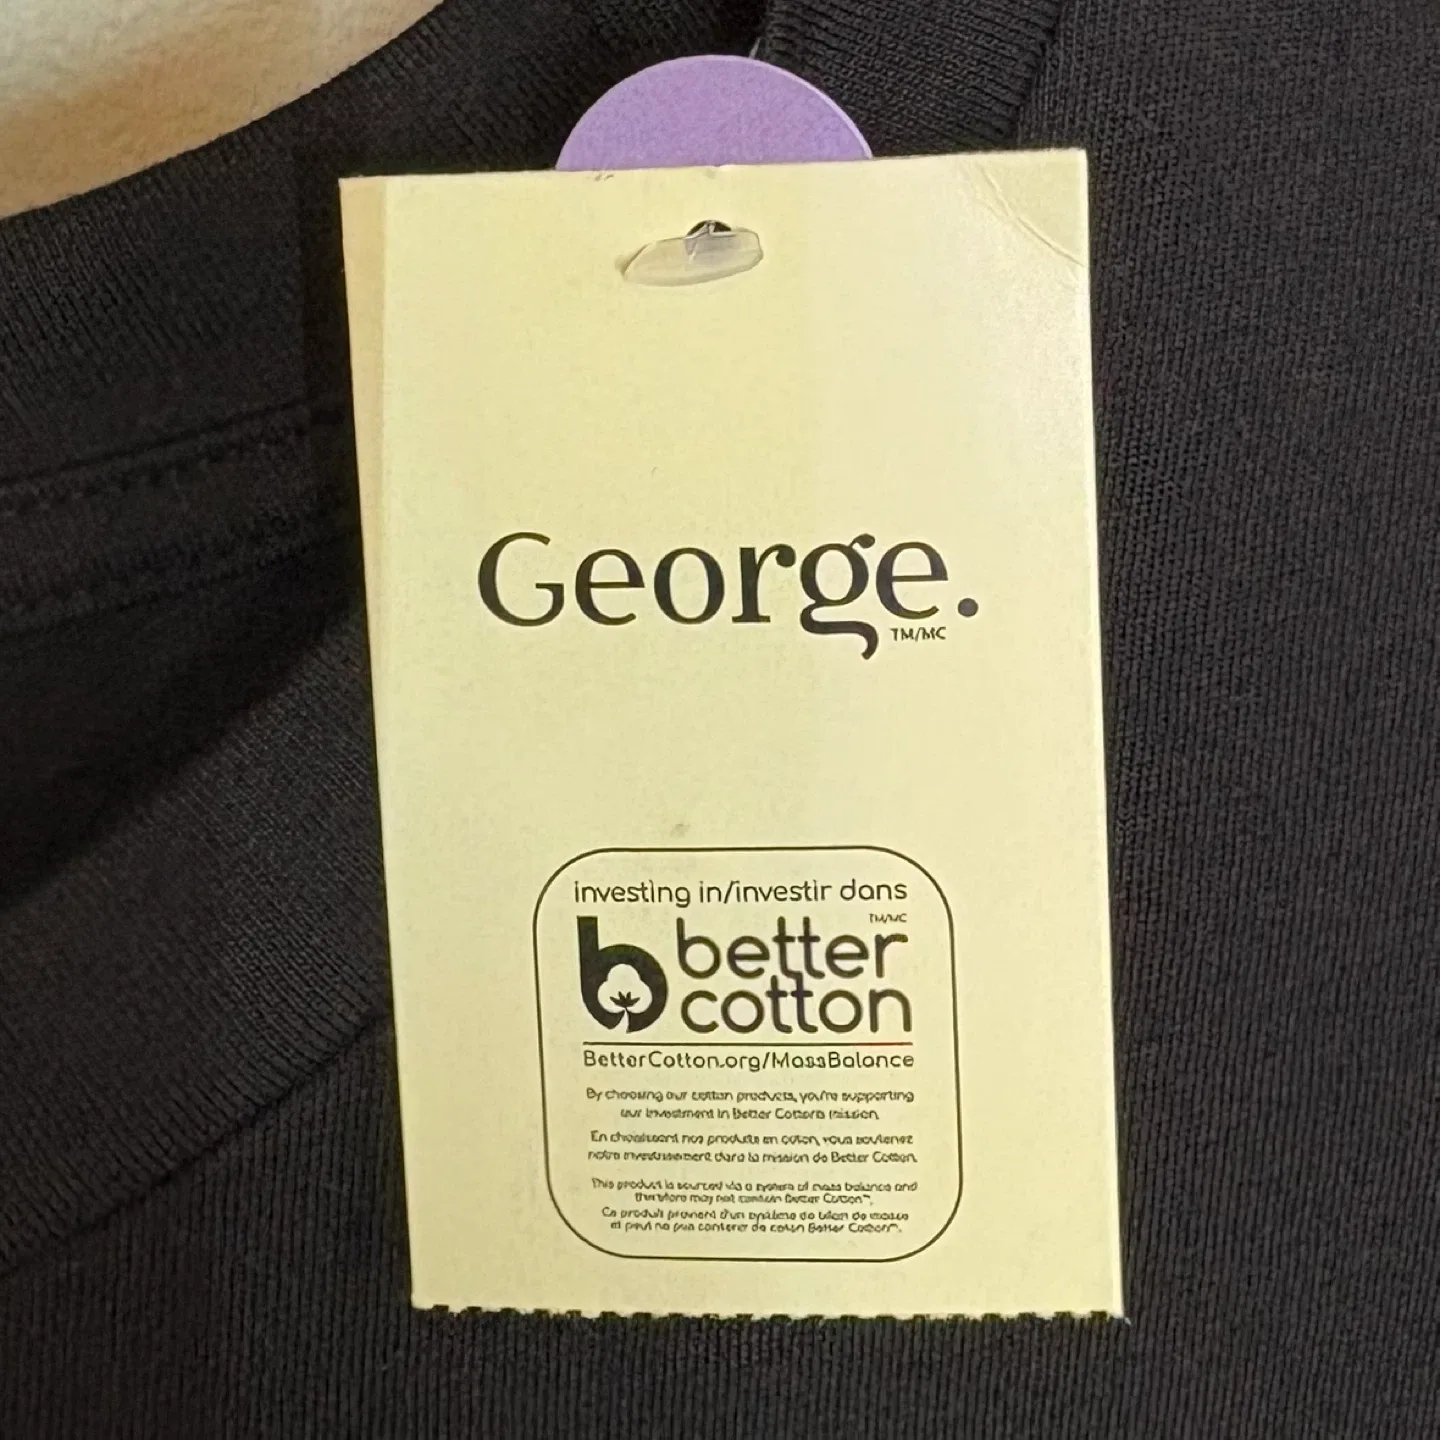 George.
TM/MC
investing in/investir dans
TM/MC
better
cotton
BetterCotton.org/MassBalance
By choosing our cotton products, you're supporting
our investment in Better Cotton's mission.
En choisissant nos produits en coton, vous soutenez
notre investissement dans la mission de Better Cotton.
This product is sourced via a system of mass balance and
therefore may not contain Better Cotton™.
Ce produit provient d'un système de bilan de masse
et peut ne pas contenir de coton Better Cotton™.